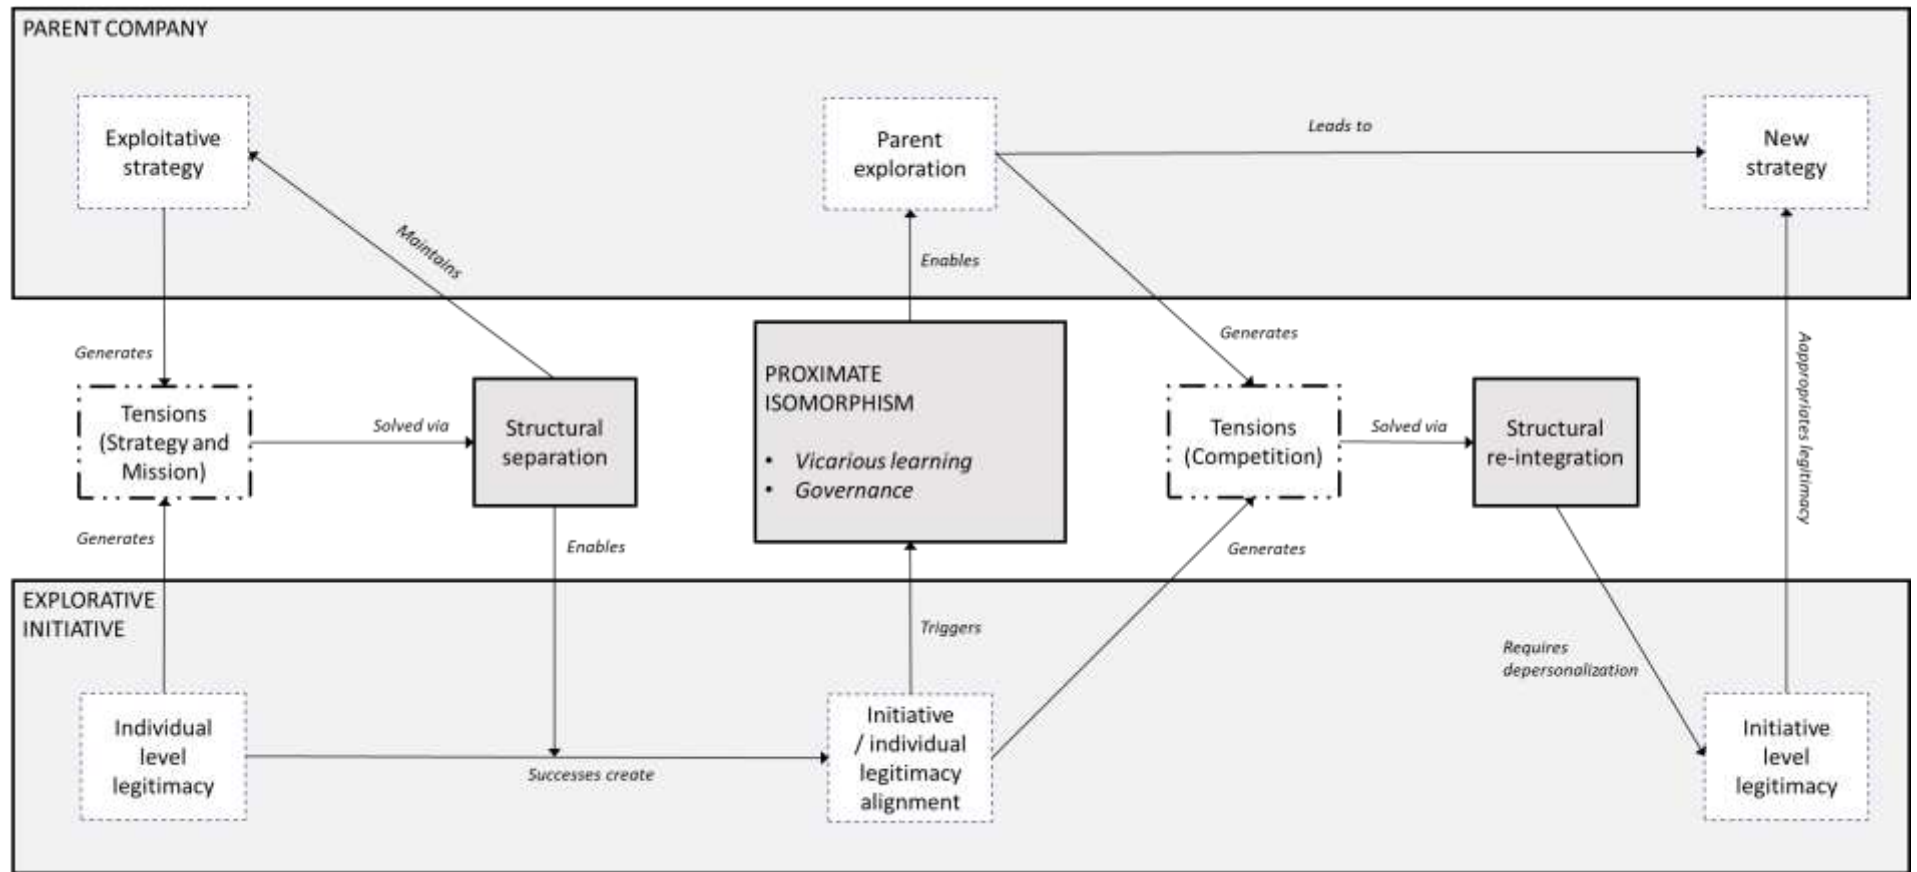 PARENT COMPANY
Exploitative
strategy
Parent
exploration
Leads to
New
strategy
Maintains
Enables
Generates
Generates
Aappropriates legitimacy
Tensions
(Strategy and
Mission)
Solved via
Structural
separation
PROXIMATE
ISOMORPHISM
• Vicarious learning
• Governance
Tensions
(Competition)
Solved via
Structural
re-integration
Generates
Enables
Generates
EXPLORATIVE
INITIATIVE
Triggers
Requires
depersonalization
Individual
level
legitimacy
Successes create
Initiative
/ individual
legitimacy
alignment
Initiative
level
legitimacy